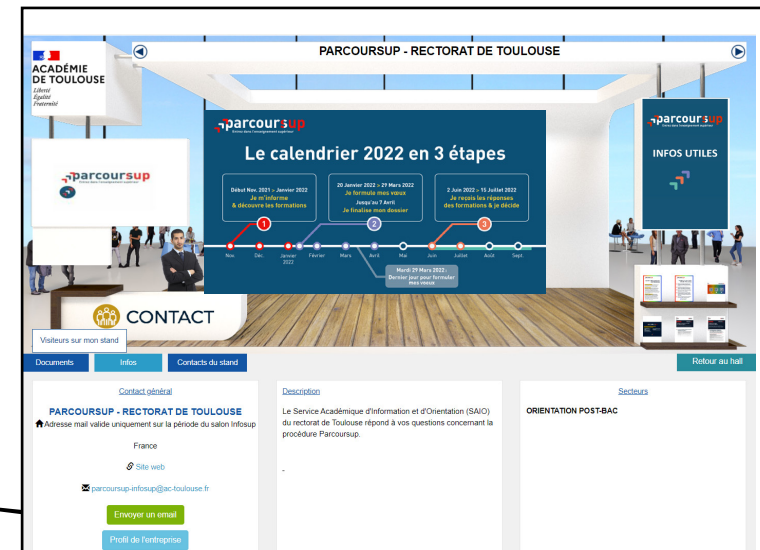 ACADÉMIE
DE TOULOUSE
Liberté
Égalité
Fraternité
PARCOURSUP - RECTORAT DE TOULOUSE
parcoursup
parcoursup
Entrez dans l'enseignement supérieur
Le calendrier 2022 en 3 étapes
Début Nov. 2021 > Janvier 2022
Je m'informe
& découvre les formations
20 Janvier 2022 > 29 Mars 2022
Je formule mes vœux
Jusqu'au 7 Avril
Je finalise mon dossier
2 Juin 2022 > 15 Juillet 2022
Je reçois les réponses
des formations & je décide
1
2
3
Nov.
Déc.
Janvier
2022
Février
Mars
Avril
Mai
Juin
Juillet
Août
Sept.
Mardi 29 Mars 2022 :
Dernier jour pour formuler
mes vœux
parcoursup
INFOS UTILES
CONTACT
Visiteurs sur mon stand
Documents
Infos
Contacts du stand
Retour au hall
Contact général
PARCOURSUP - RECTORAT DE TOULOUSE
Adresse mail valide uniquement sur la période du salon Infosup
France
Site web
parcoursup-infosup@ac-toulouse.fr
Envoyer un email
Profil de l'entreprise
Description
Le Service Académique d'Information et d'Orientation (SAIO)
du rectorat de Toulouse répond à vos questions concernant la
procédure Parcoursup.
-
Secteurs
ORIENTATION POST-BAC